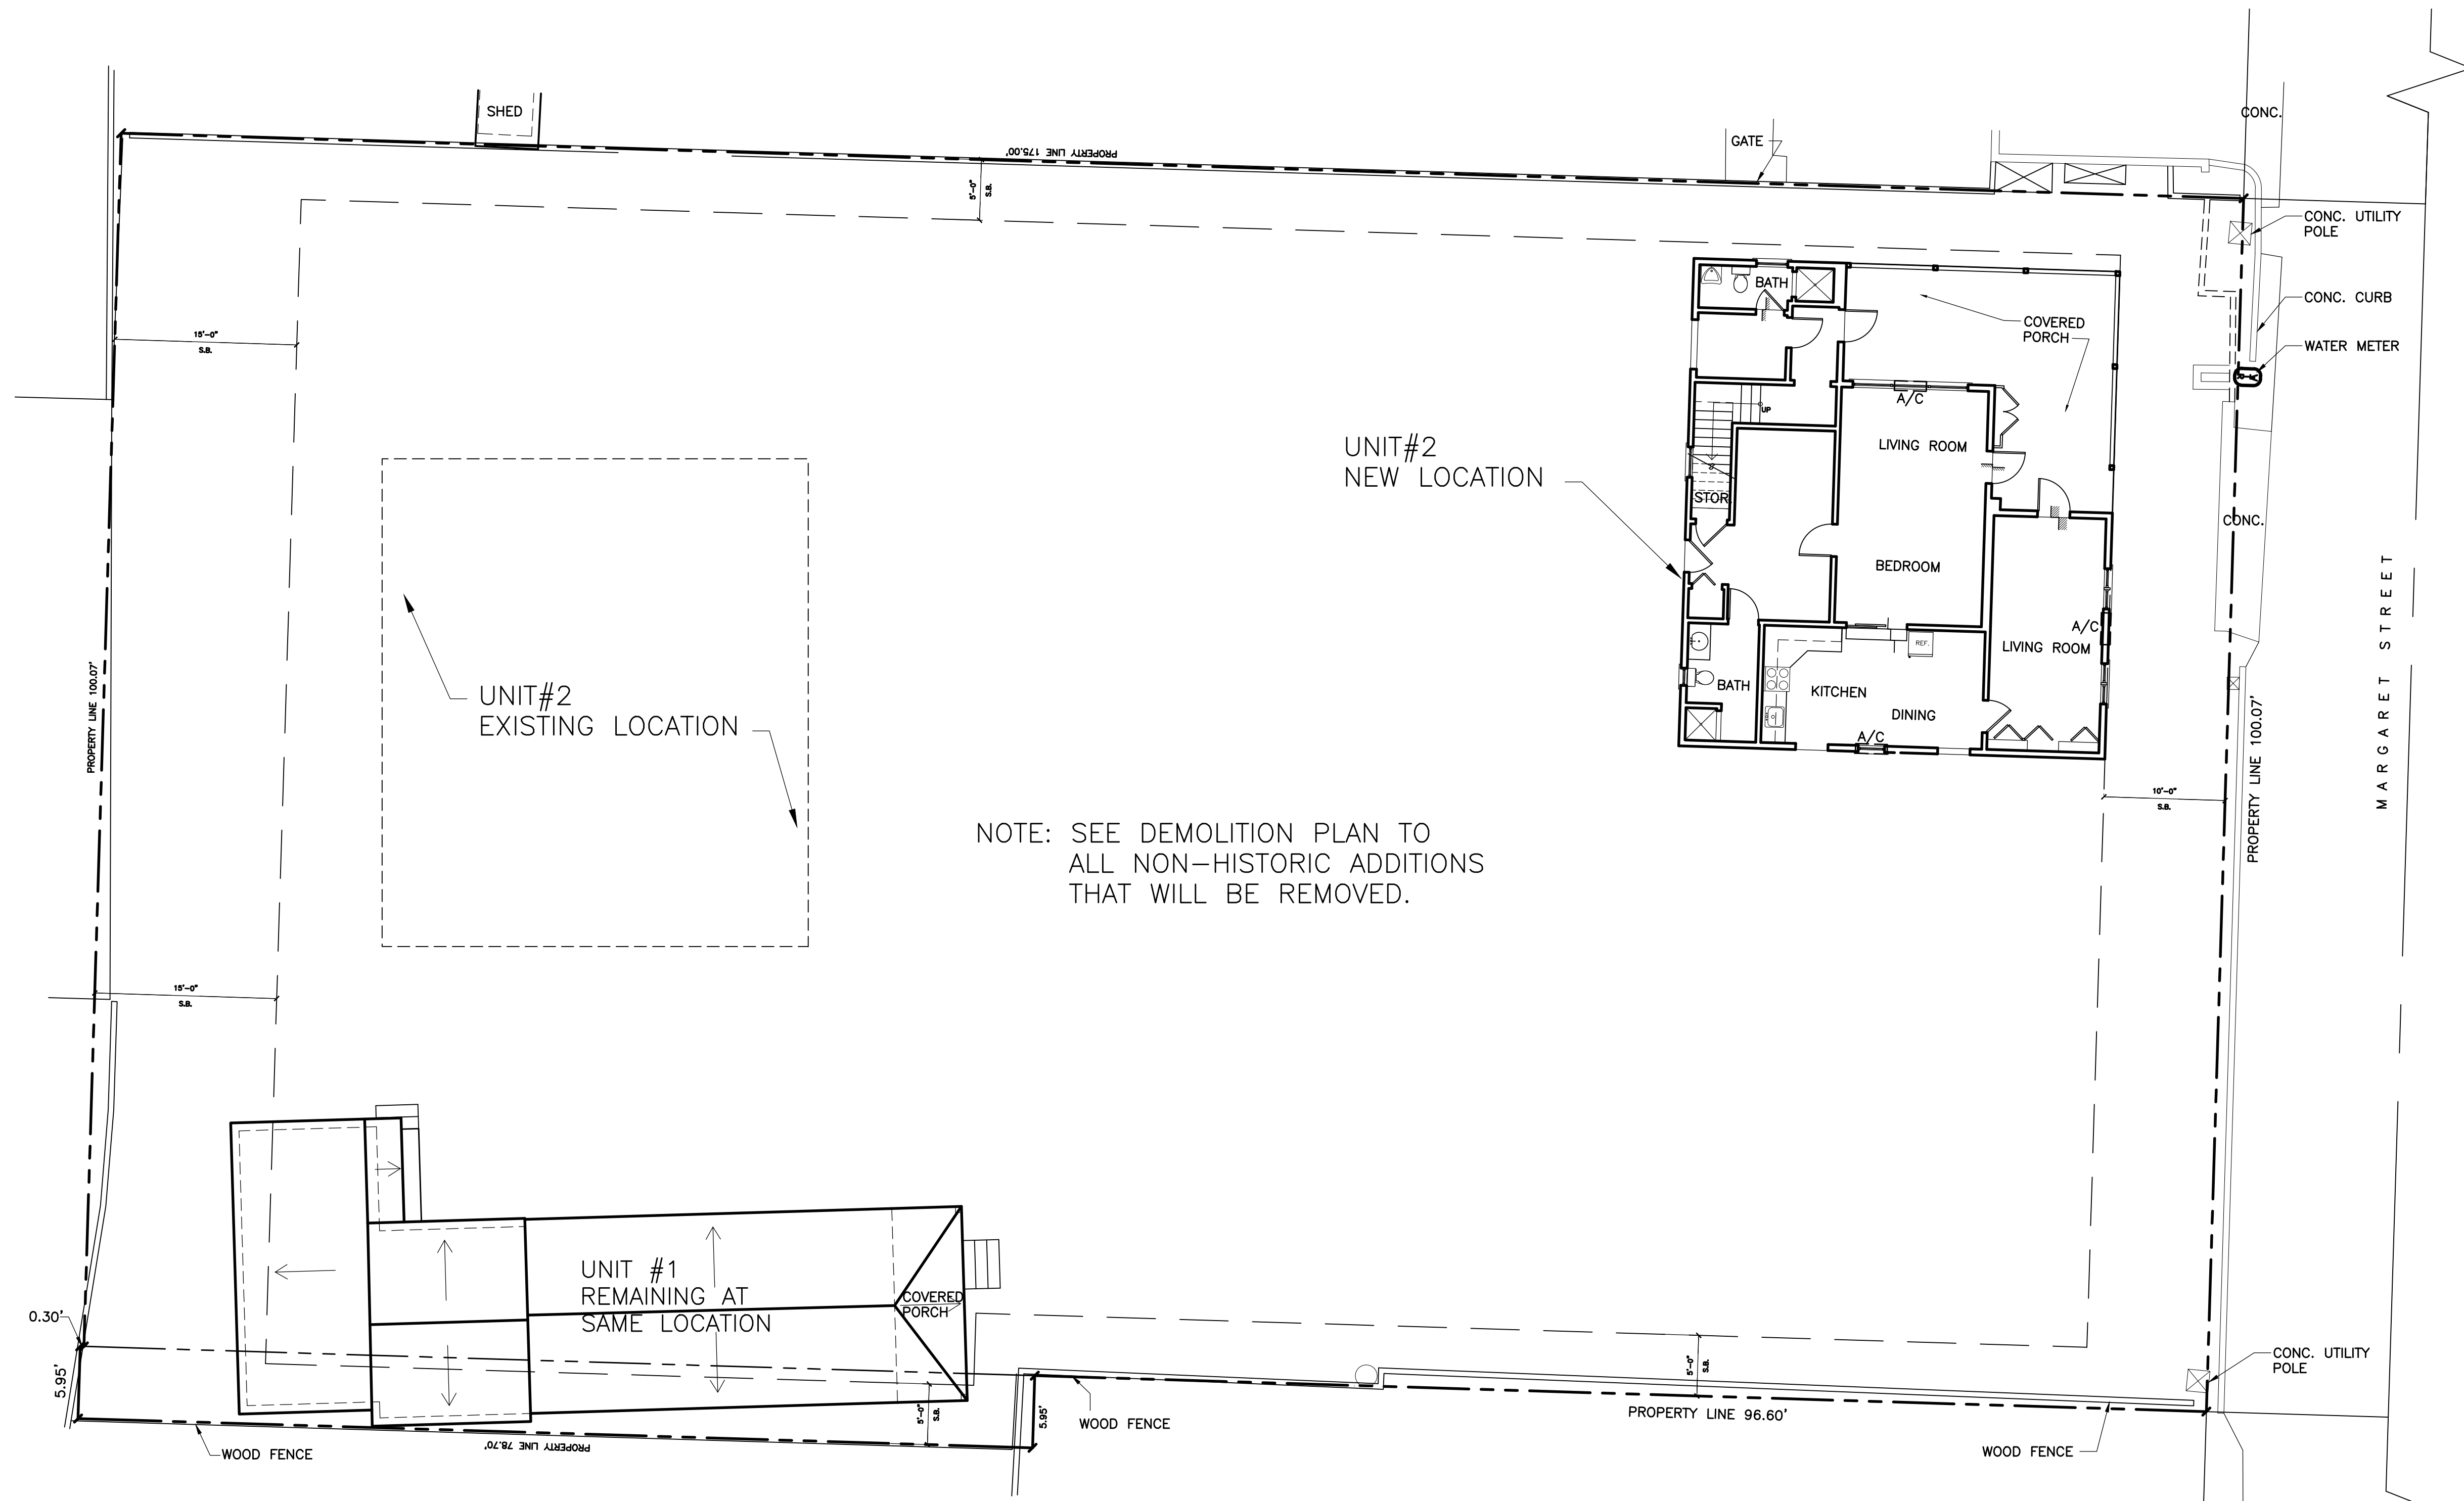 SHED
PROPERTY LINE 175.00'
5'-0"
S.B.
GATE
CONC.
CONC. UTILITY
POLE
CONC. CURB
WATER METER
15'-0"
S.B.
BATH
COVERED
PORCH
A/C
UP
LIVING ROOM
UNIT#2
NEW LOCATION
STOR
CONC.
BEDROOM
MARGARET STREET
A/C
LIVING ROOM
REF.
BATH
KITCHEN
DINING
A/C
PROPERTY LINE 100.07'
UNIT#2
EXISTING LOCATION
PROPERTY LINE 100.07'
10'-0"
S.B.
NOTE: SEE DEMOLITION PLAN TO
ALL NON-HISTORIC ADDITIONS
THAT WILL BE REMOVED.
15'-0"
S.B.
UNIT #1
REMAINING AT
SAME LOCATION
COVERED
PORCH
0.30'
5.95'
5'-0"
S.B.
5.95'
WOOD FENCE
5'-0"
S.B.
PROPERTY LINE 96.60'
CONC. UTILITY
POLE
WOOD FENCE
PROPERTY LINE 78.70'
WOOD FENCE